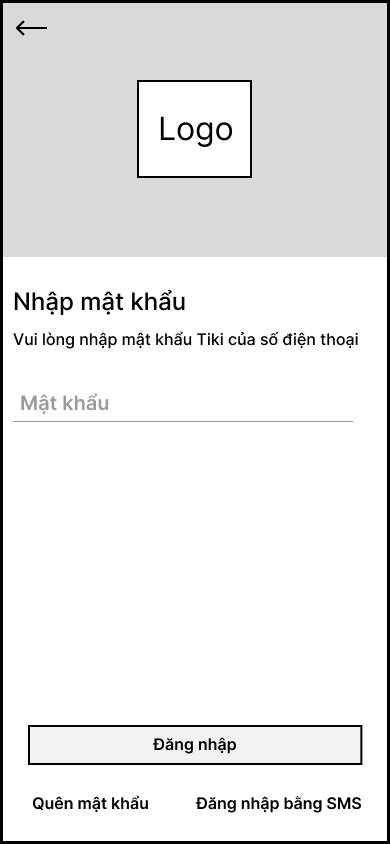 Logo
Nhập mật khẩu
Vui lòng nhập mật khẩu Tiki của số điện thoại
Mật khẩu
Đăng nhập
Quên mật khẩu
Đăng nhập bằng SMS